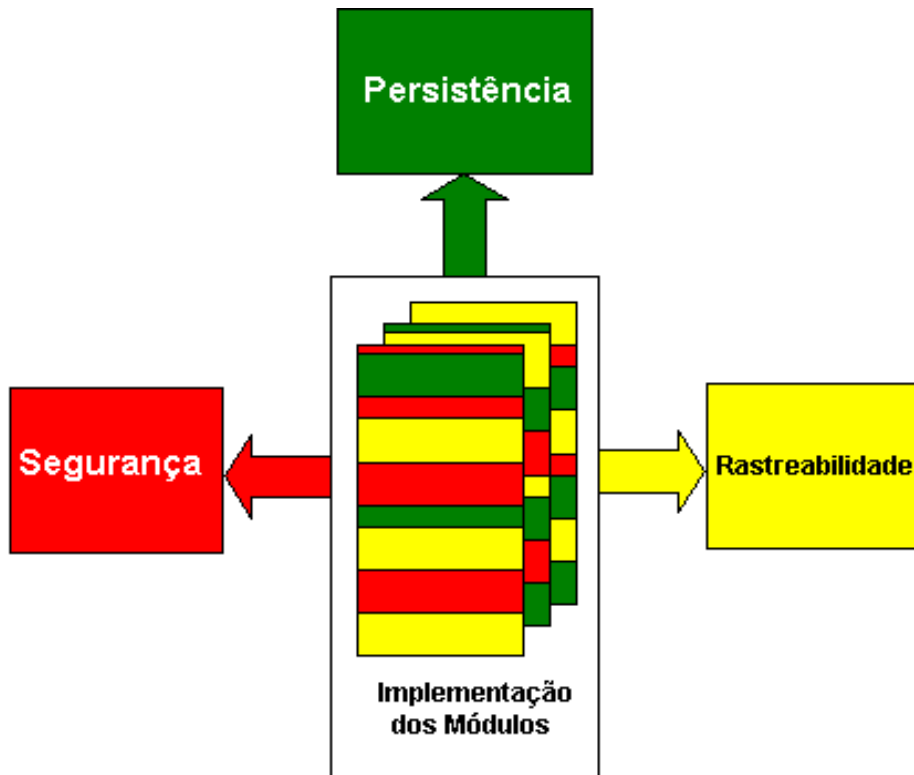 Persistência
Segurança
Rastreabilidade
Implementação
dos Módulos